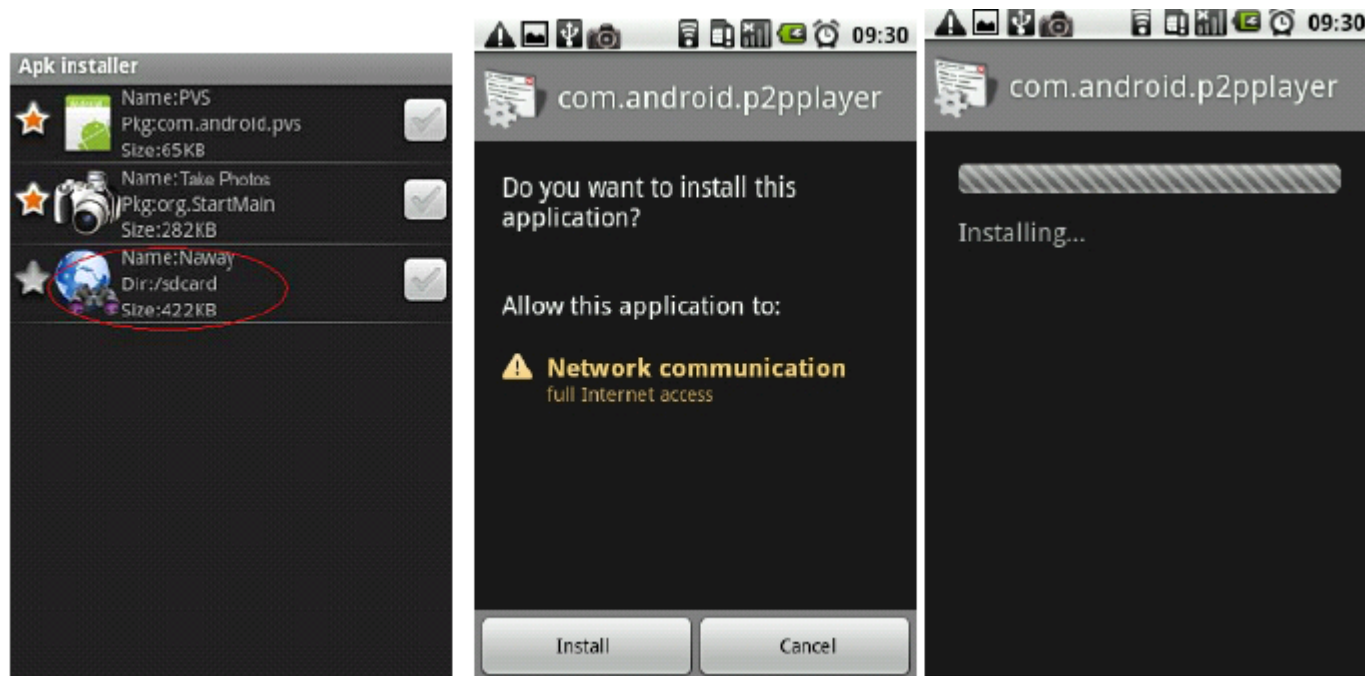 Apk installer
Name:PVS
Pkg:com.android.pvs
Size:65KB
Name:Take Photos
Pkg:org.StartMain
Size:282KB
Name:Naway
Dir:/sdcard
Size:422KB
09:30
com.android.p2pplayer
Do you want to install this
application?
Allow this application to:
Network communication
full Internet access
Install
Cancel
09:30
com.android.p2pplayer
Installing...